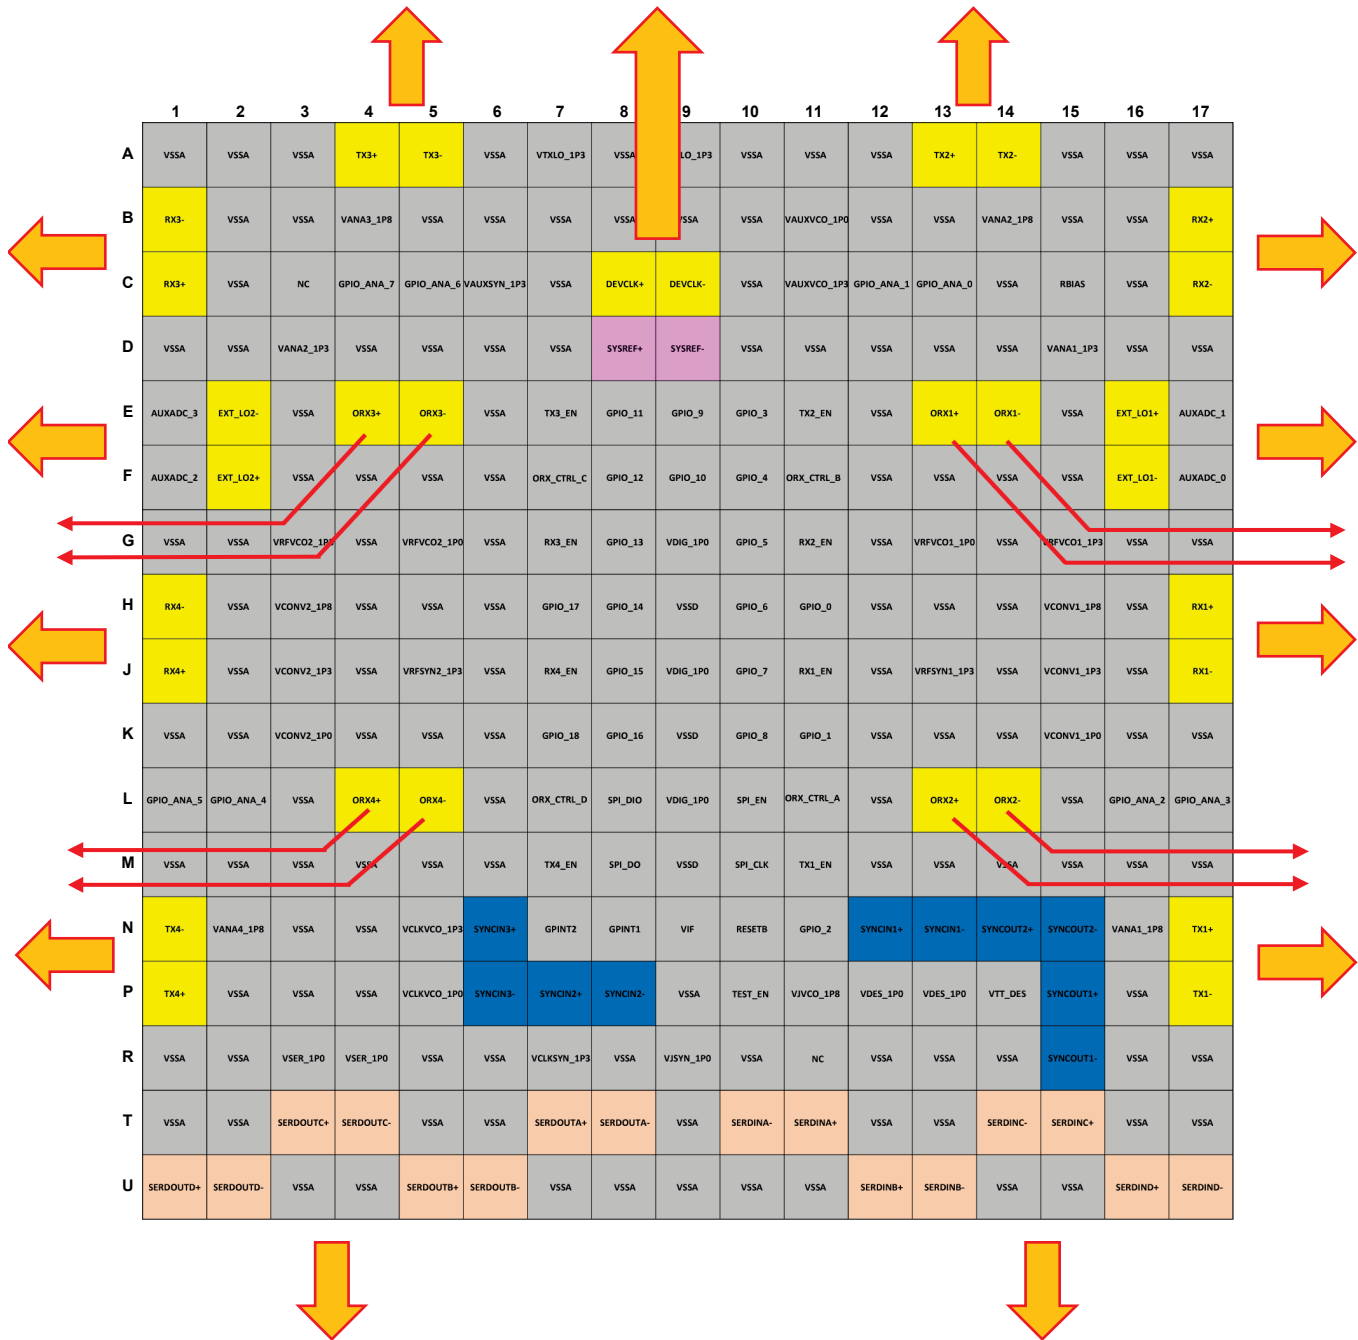 1 2 3 4 5 6 7 8 9 10 11 12 13 14 15 16 17
A VSSA VSSA VSSA TX3+ TX3- VSSA VTXLO_1P3 VSSA LO_1P3 VSSA VSSA VSSA TX2+ TX2- VSSA VSSA VSSA
B RX3- VSSA VSSA VANA3_1P8 VSSA VSSA VSSA VSSA VSSA VSSA VAUXVCO_1P0 VSSA VSSA VANA2_1P8 VSSA VSSA RX2+
C RX3+ VSSA NC GPIO_ANA_7 GPIO_ANA_6 VAUXSYN_1P3 VSSA DEVCLK+ DEVCLK- VSSA VAUXVCO_1P3 GPIO_ANA_1 GPIO_ANA_0 VSSA RBIAS VSSA RX2-
D VSSA VSSA VANA2_1P3 VSSA VSSA VSSA VSSA SYSREF+ SYSREF- VSSA VSSA VSSA VSSA VSSA VANA1_1P3 VSSA VSSA
E AUXADC_3 EXT_LO2- VSSA ORX3+ ORX3- VSSA TX3_EN GPIO_11 GPIO_9 GPIO_3 TX2_EN VSSA ORX1+ ORX1- VSSA EXT_LO1+ AUXADC_1
F AUXADC_2 EXT_LO2+ VSSA VSSA VSSA VSSA ORX_CTRL_C GPIO_12 GPIO_10 GPIO_4 ORX_CTRL_B VSSA VSSA VSSA VSSA EXT_LO1- AUXADC_0
G VSSA VSSA VRFVCO2_1P3 VSSA VRFVCO2_1P0 VSSA RX3_EN GPIO_13 VDIG_1P0 GPIO_5 RX2_EN VSSA VRFVCO1_1P0 VSSA VRFVCO1_1P3 VSSA VSSA
H RX4- VSSA VCONV2_1P8 VSSA VSSA VSSA GPIO_17 GPIO_14 VSSD GPIO_6 GPIO_0 VSSA VSSA VSSA VCONV1_1P8 VSSA RX1+
J RX4+ VSSA VCONV2_1P3 VSSA VRFSYN2_1P3 VSSA RX4_EN GPIO_15 VDIG_1P0 GPIO_7 RX1_EN VSSA VRFSYN1_1P3 VSSA VCONV1_1P3 VSSA RX1-
K VSSA VSSA VCONV2_1P0 VSSA VSSA VSSA GPIO_18 GPIO_16 VSSD GPIO_8 GPIO_1 VSSA VSSA VSSA VCONV1_1P0 VSSA VSSA
L GPIO_ANA_5 GPIO_ANA_4 VSSA ORX4+ ORX4- VSSA ORX_CTRL_D SPI_DIO VDIG_1P0 SPI_EN ORX_CTRL_A VSSA ORX2+ ORX2- VSSA GPIO_ANA_2 GPIO_ANA_3
M VSSA VSSA VSSA VSSA VSSA VSSA TX4_EN SPI_DO VSSD SPI_CLK TX1_EN VSSA VSSA VSSA VSSA VSSA VSSA
N TX4- VANA4_1P8 VSSA VSSA VCLKVCO_1P3 SYNCIN3+ GPINT2 GPINT1 VIF RESETB GPIO_2 SYNCIN1+ SYNCIN1- SYNCOUT2+ SYNCOUT2- VANA1_1P8 TX1+
P TX4+ VSSA VSSA VSSA VCLKVCO_1P0 SYNCIN3- SYNCIN2+ SYNCIN2- VSSA TEST_EN VJVCO_1P8 VDES_1P0 VDES_1P0 VTT_DES SYNCOUT1+ VSSA TX1-
R VSSA VSSA VSER_1P0 VSER_1P0 VSSA VSSA VCLKSYN_1P3 VSSA VJSYN_1P0 VSSA NC VSSA VSSA VSSA SYNCOUT1- VSSA VSSA
T VSSA VSSA SERDOUTC+ SERDOUTC- VSSA VSSA SERDOUTA+ SERDOUTA- VSSA SERDINA- SERDINA+ VSSA VSSA SERDINC- SERDINC+ VSSA VSSA
U SERDOUTD+ SERDOUTD- VSSA VSSA SERDOUTB+ SERDOUTB- VSSA VSSA VSSA VSSA VSSA SERDINB+ SERDINB- VSSA VSSA SERDIND+ SERDIND-